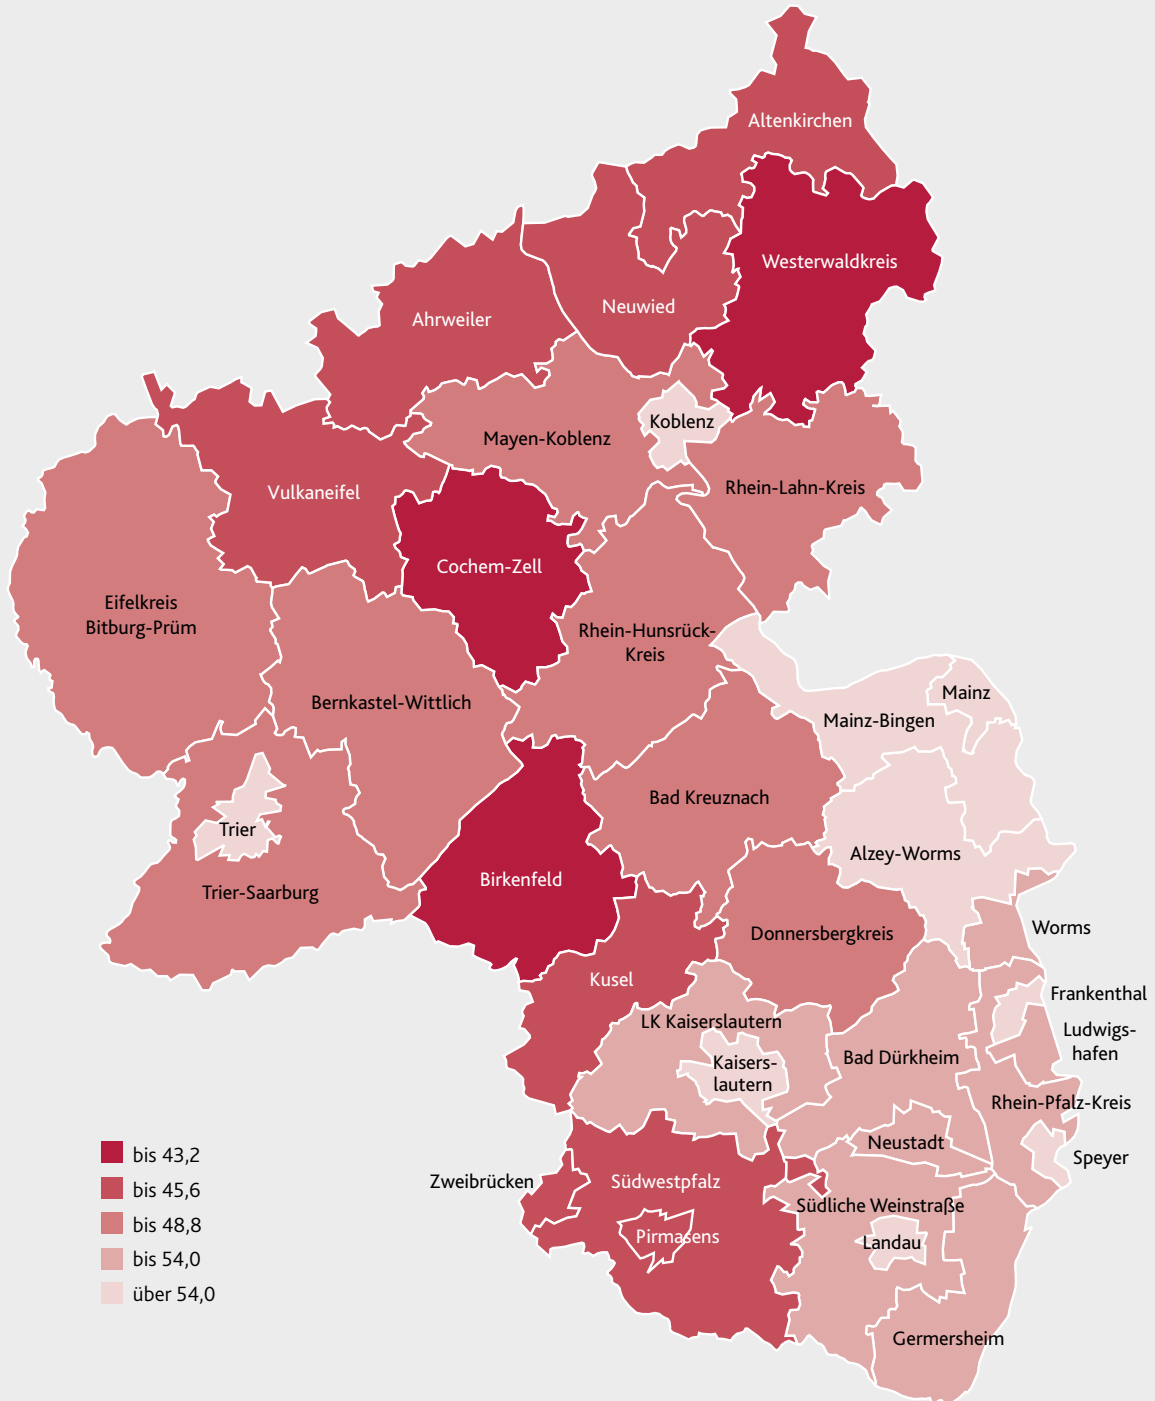 Altenkirchen
Westerwaldkreis
Neuwied
Ahrweiler
Koblenz
Mayen-Koblenz
Rhein-Lahn-Kreis
Vulkaneifel
Cochem-Zell
Eifelkreis
Bitburg-Prüm
Rhein-Hunsrück-
Kreis
Bernkastel-Wittlich
Mainz
Mainz-Bingen
Bad Kreuznach
Trier
Alzey-Worms
Birkenfeld
Trier-Saarburg
Worms
Donnersbergkreis
Kusel
Frankenthal
LK Kaiserslautern
Ludwigs-
hafen
Bad Dürkheim
Kaisers-
lautern
Rhein-Pfalz-Kreis
Neustadt
Speyer
Zweibrücken
Südwestpfalz
Südliche Weinstraße
Pirmasens
Landau
Germersheim
bis 43,2
bis 45,6
bis 48,8
bis 54,0
über 54,0